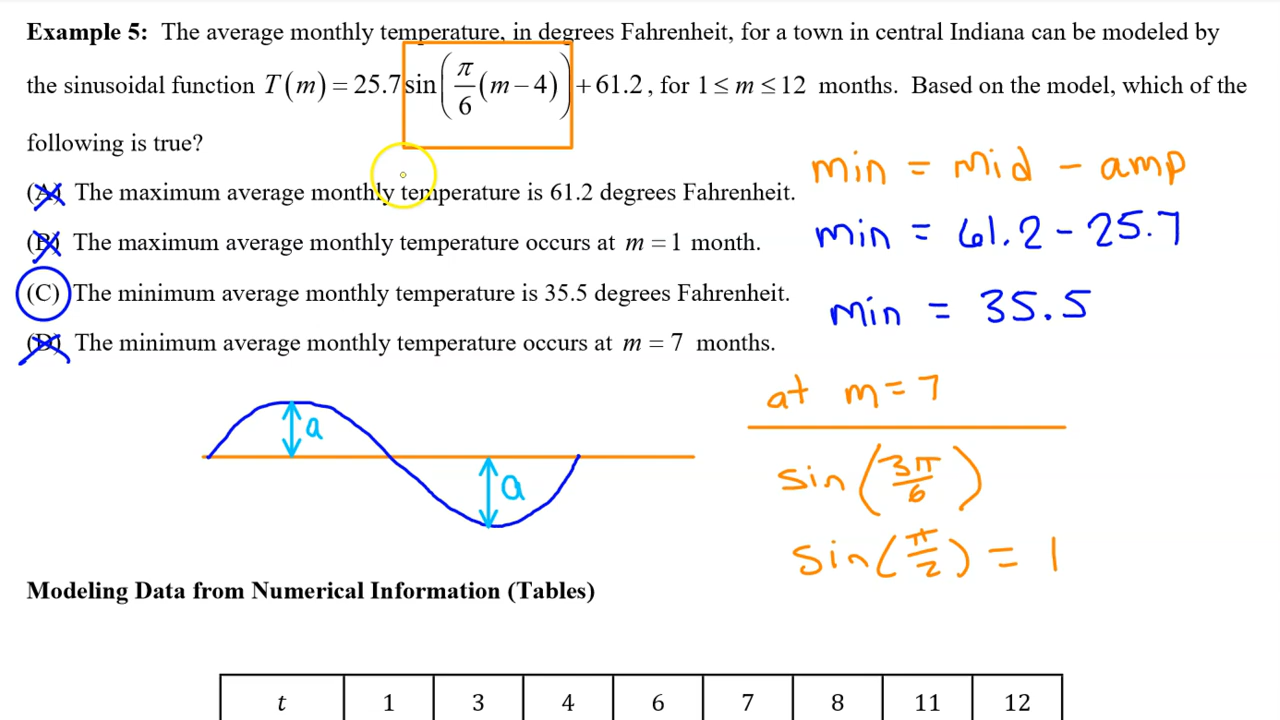 Example 5: The average monthly temperature, in degrees Fahrenheit, for a town in central Indiana can be modeled by
the sinusoidal function T(m) = 25.7 sin(π/6 (m − 4)) + 61.2, for 1 ≤ m ≤ 12 months. Based on the model, which of the
following is true?
(A) The maximum average monthly temperature is 61.2 degrees Fahrenheit.
(B) The maximum average monthly temperature occurs at m = 1 month.
(C) The minimum average monthly temperature is 35.5 degrees Fahrenheit.
(D) The minimum average monthly temperature occurs at m = 7 months.
min = mid - amp
min = 61.2 - 25.7
min = 35.5
at m = 7
sin(3π/6)
sin(π/2) = 1
a
a
Modeling Data from Numerical Information (Tables)
t 1 3 4 6 7 8 11 12